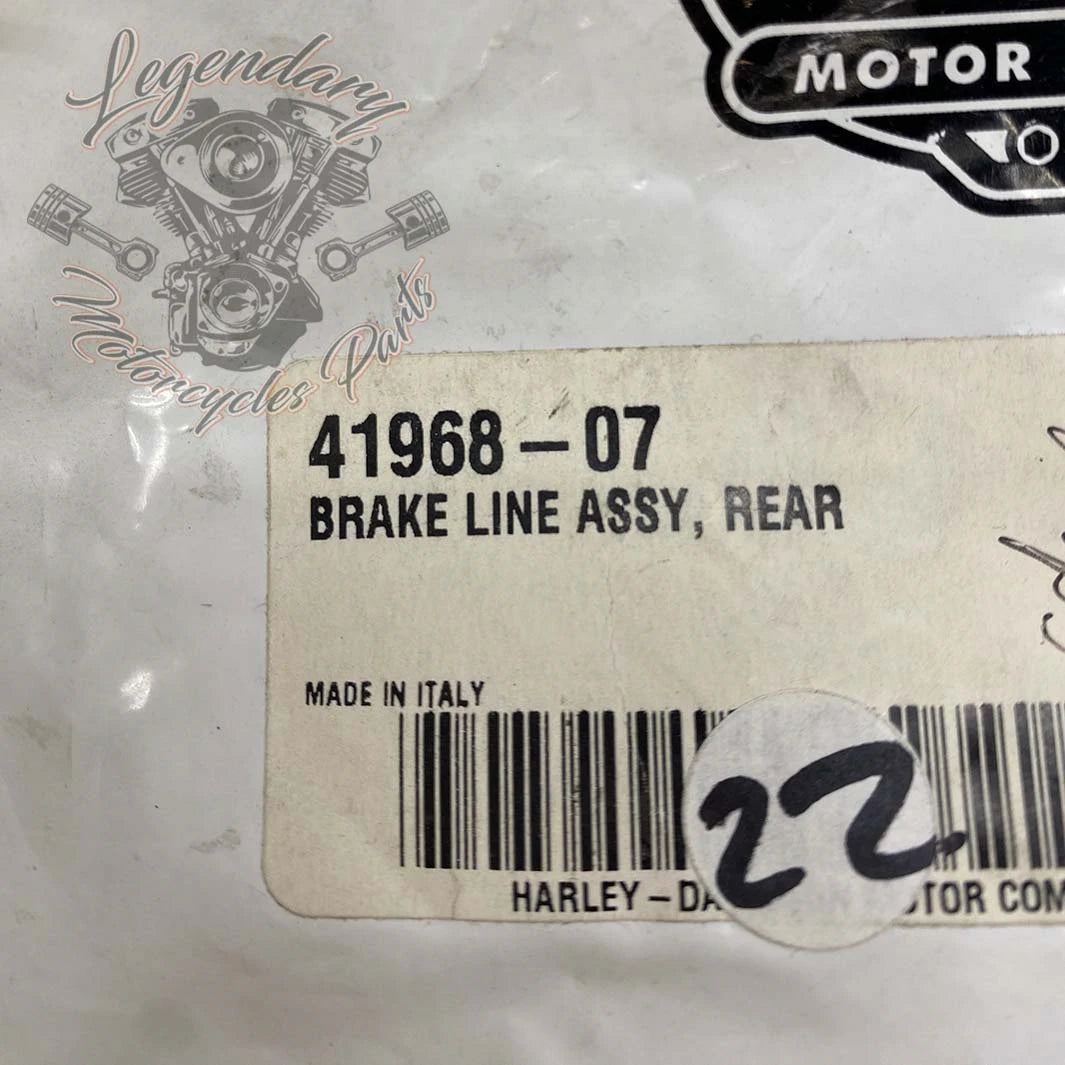 Legendary
MOTOR
Motorcycles Parts
41968-07
BRAKE LINE ASSY, REAR
MADE IN ITALY
22
HARLEY-DA
TOR COM